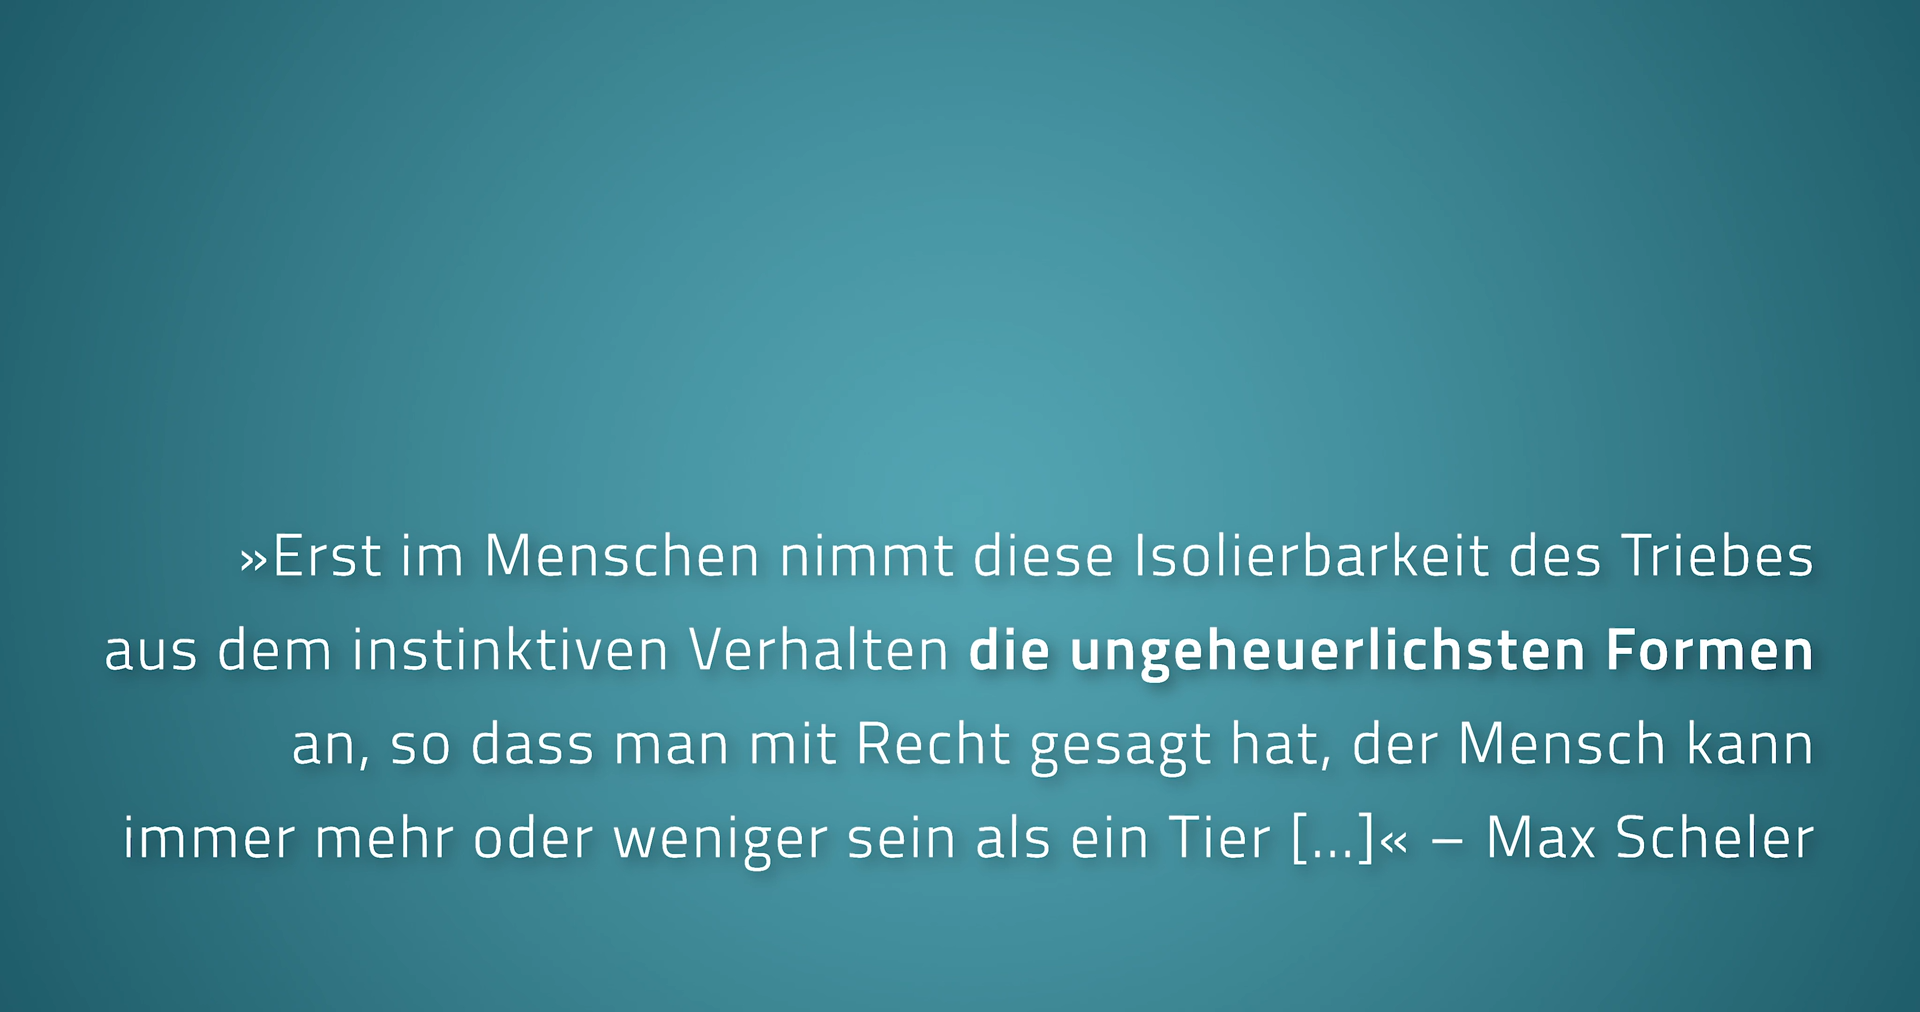 »Erst im Menschen nimmt diese Isolierbarkeit des Triebes
aus dem instinktiven Verhalten die ungeheuerlichsten Formen
an, so dass man mit Recht gesagt hat, der Mensch kann
immer mehr oder weniger sein als ein Tier [...]« – Max Scheler